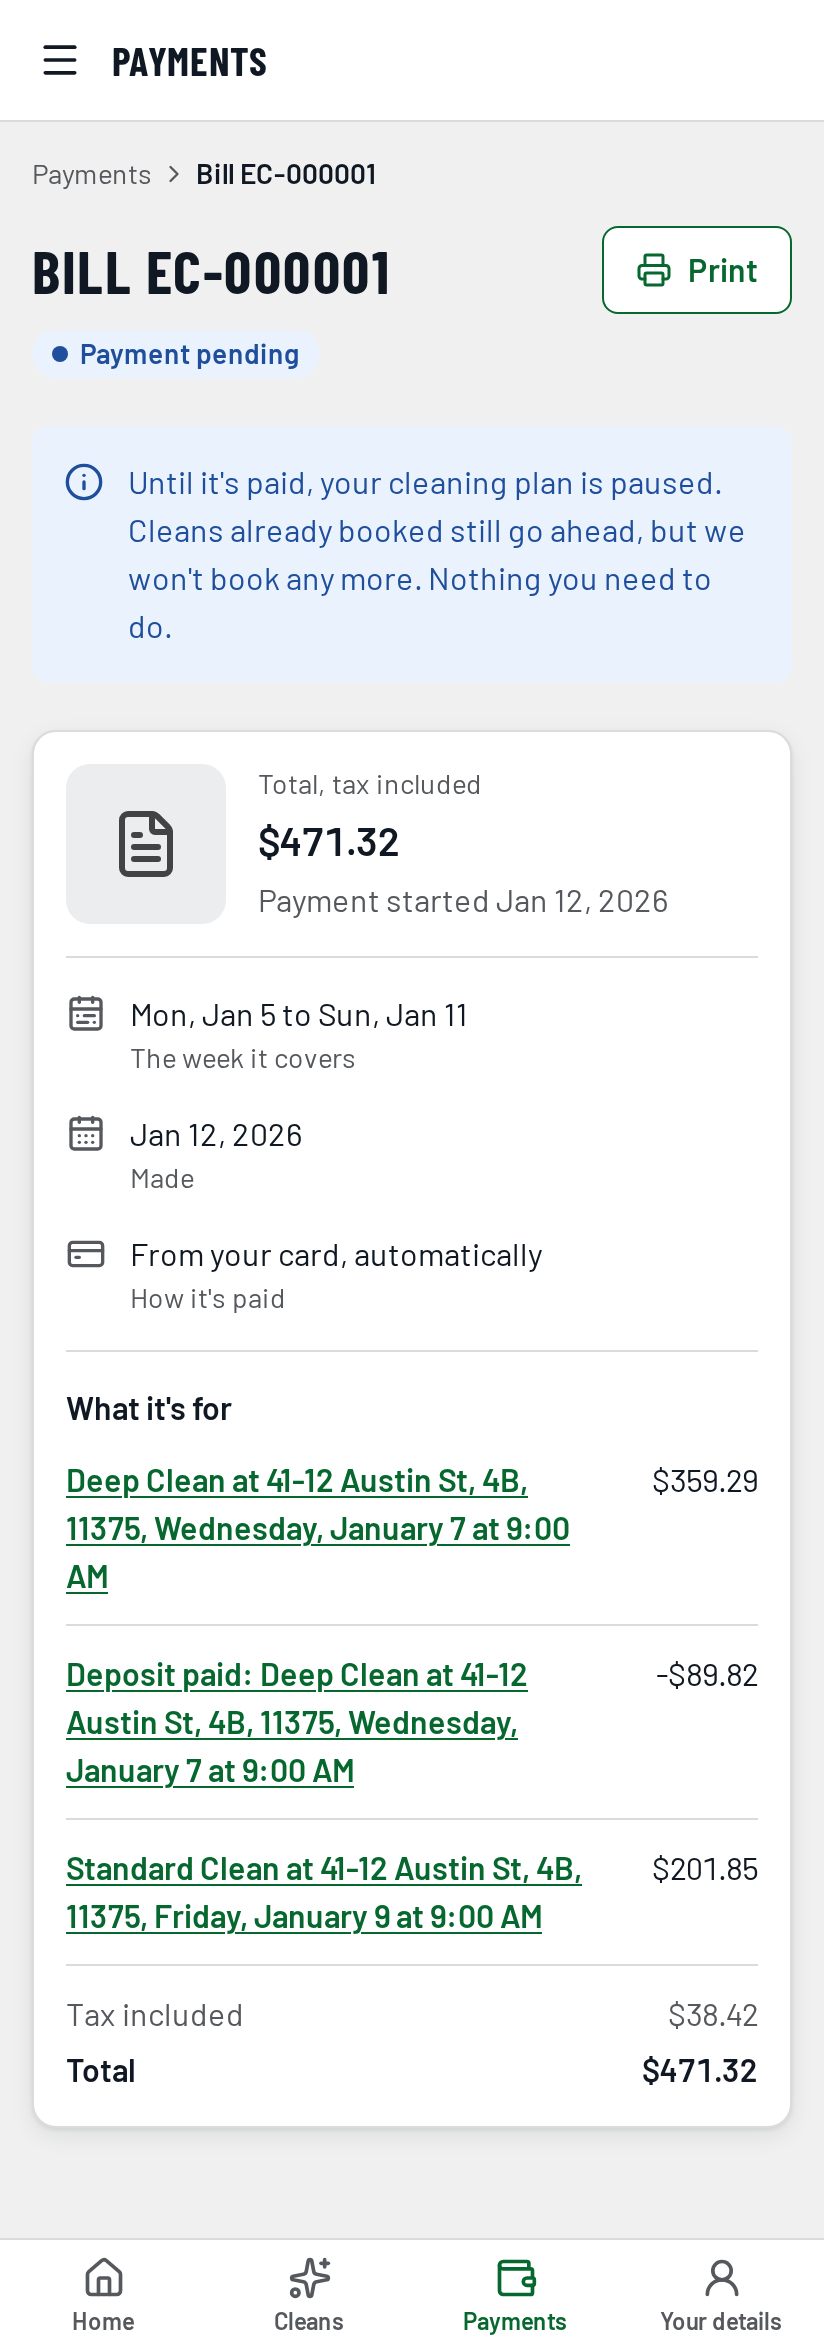 PAYMENTS
Payments > Bill EC-000001
BILL EC-000001
Print
Payment pending
Until it's paid, your cleaning plan is paused.
Cleans already booked still go ahead, but we
won't book any more. Nothing you need to
do.
Total, tax included
$471.32
Payment started Jan 12, 2026
Mon, Jan 5 to Sun, Jan 11
The week it covers
Jan 12, 2026
Made
From your card, automatically
How it's paid
What it's for
Deep Clean at 41-12 Austin St, 4B, $359.29
11375, Wednesday, January 7 at 9:00
AM
Deposit paid: Deep Clean at 41-12 -$89.82
Austin St, 4B, 11375, Wednesday,
January 7 at 9:00 AM
Standard Clean at 41-12 Austin St, 4B, $201.85
11375, Friday, January 9 at 9:00 AM
Tax included $38.42
Total $471.32
Home Cleans Payments Your details